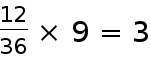 12/36 × 9 = 3